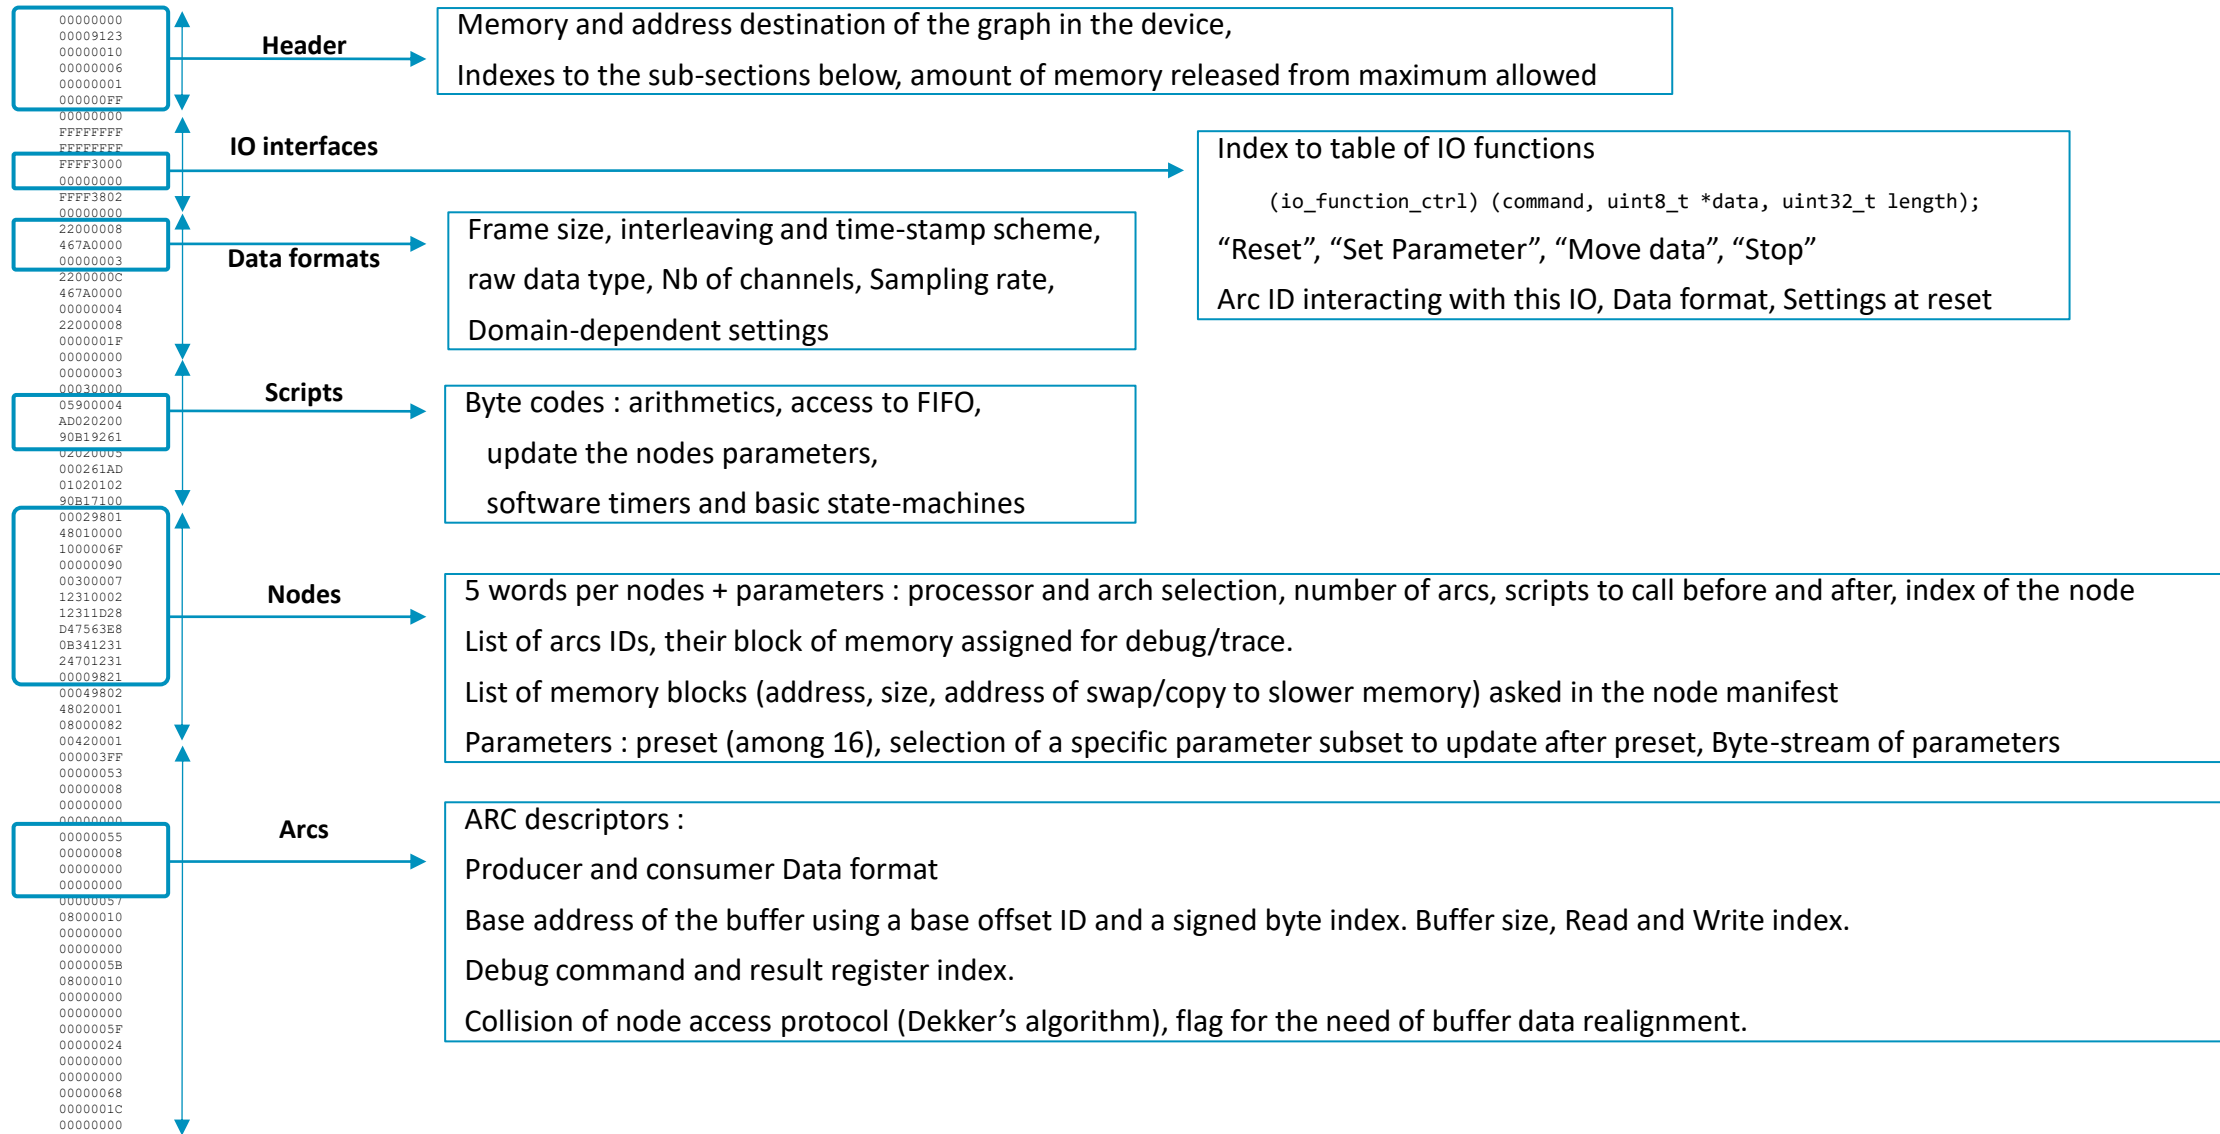 00000000
00009123
00000010
00000006
00000001
000000FF
00000000
FFFFFFFF
FFFFFFFF
FFFF3000
00000000
FFFF3802
00000000
22000008
467A0000
00000003
2200000C
467A0000
00000004
22000008
0000001F
00000000
00000003
00030000
05900004
AD020200
90B19261
02020005
000261AD
01020102
90B17100
00029801
48010000
1000006F
00000090
00300007
12310002
12311D28
D47563E8
0B341231
24701231
00009821
00049802
48020001
08000082
00420001
000003FF
00000053
00000008
00000000
00000000
00000055
00000008
00000000
00000000
00000057
08000010
00000000
00000000
0000005B
08000010
00000000
00000000
0000005F
00000024
00000000
00000000
00000068
0000001C
00000000
Header
Memory and address destination of the graph in the device,
Indexes to the sub-sections below, amount of memory released from maximum allowed
IO interfaces
Index to table of IO functions
(io_function_ctrl) (command, uint8_t *data, uint32_t length);
“Reset”, “Set Parameter”, “Move data”, “Stop”
Arc ID interacting with this IO, Data format, Settings at reset
Data formats
Frame size, interleaving and time-stamp scheme,
raw data type, Nb of channels, Sampling rate,
Domain-dependent settings
Scripts
Byte codes : arithmetics, access to FIFO,
update the nodes parameters,
software timers and basic state-machines
Nodes
5 words per nodes + parameters : processor and arch selection, number of arcs, scripts to call before and after, index of the node
List of arcs IDs, their block of memory assigned for debug/trace.
List of memory blocks (address, size, address of swap/copy to slower memory) asked in the node manifest
Parameters : preset (among 16), selection of a specific parameter subset to update after preset, Byte-stream of parameters
Arcs
ARC descriptors :
Producer and consumer Data format
Base address of the buffer using a base offset ID and a signed byte index. Buffer size, Read and Write index.
Debug command and result register index.
Collision of node access protocol (Dekker’s algorithm), flag for the need of buffer data realignment.